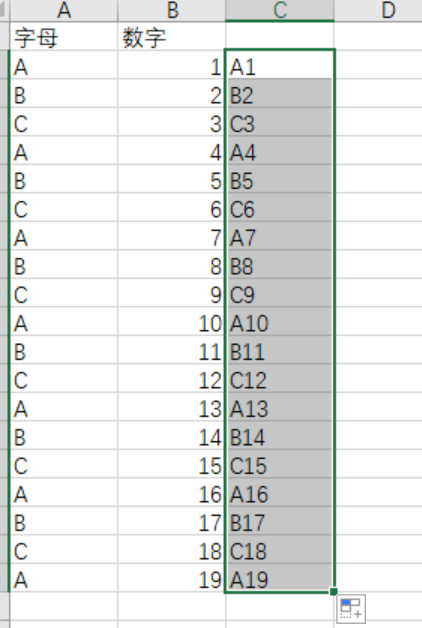 A B C D
字母 数字
A 1 A1
B 2 B2
C 3 C3
A 4 A4
B 5 B5
C 6 C6
A 7 A7
B 8 B8
C 9 C9
A 10 A10
B 11 B11
C 12 C12
A 13 A13
B 14 B14
C 15 C15
A 16 A16
B 17 B17
C 18 C18
A 19 A19